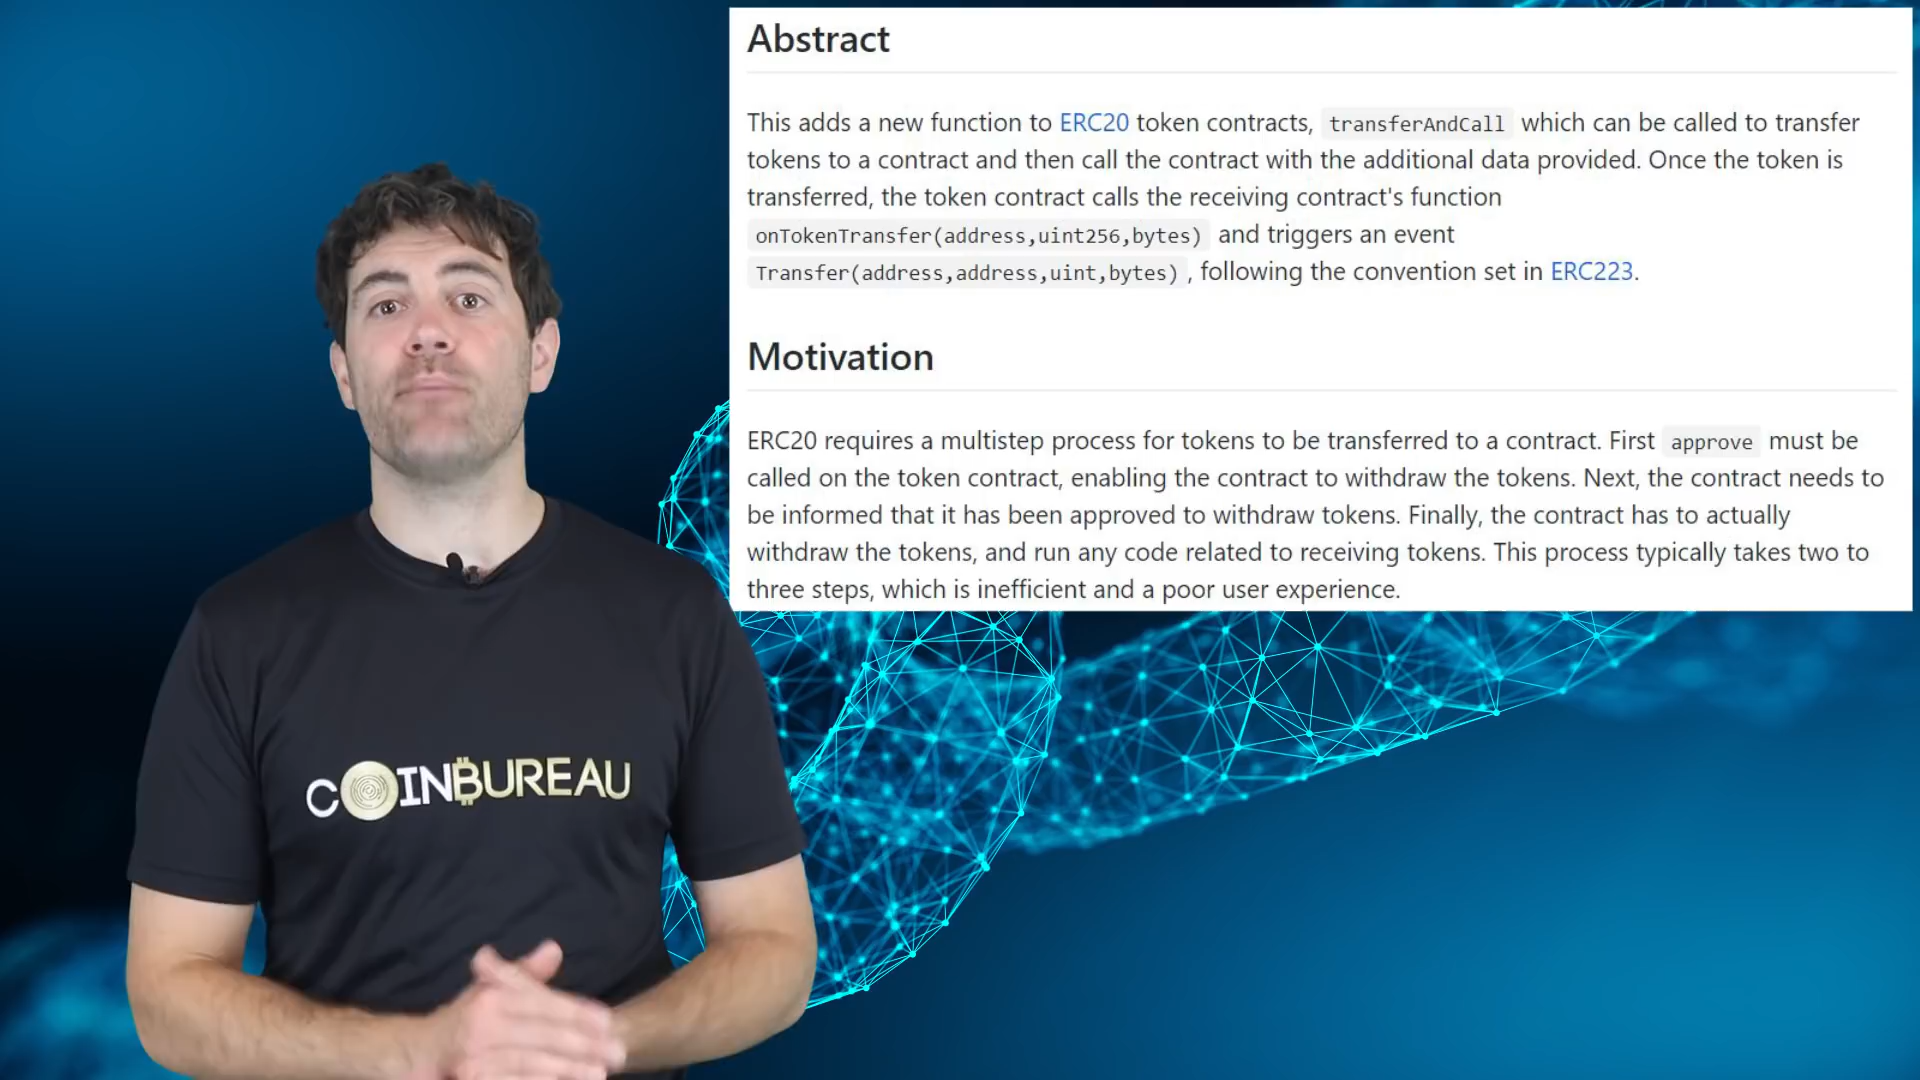 Abstract
This adds a new function to ERC20 token contracts, transferAndCall which can be called to transfer
tokens to a contract and then call the contract with the additional data provided. Once the token is
transferred, the token contract calls the receiving contract's function
onTokenTransfer(address,uint256,bytes) and triggers an event
Transfer(address,address,uint,bytes), following the convention set in ERC223.
Motivation
ERC20 requires a multistep process for tokens to be transferred to a contract. First approve must be
called on the token contract, enabling the contract to withdraw the tokens. Next, the contract needs to
be informed that it has been approved to withdraw tokens. Finally, the contract has to actually
withdraw the tokens, and run any code related to receiving tokens. This process typically takes two to
three steps, which is inefficient and a poor user experience.
COINBUREAU